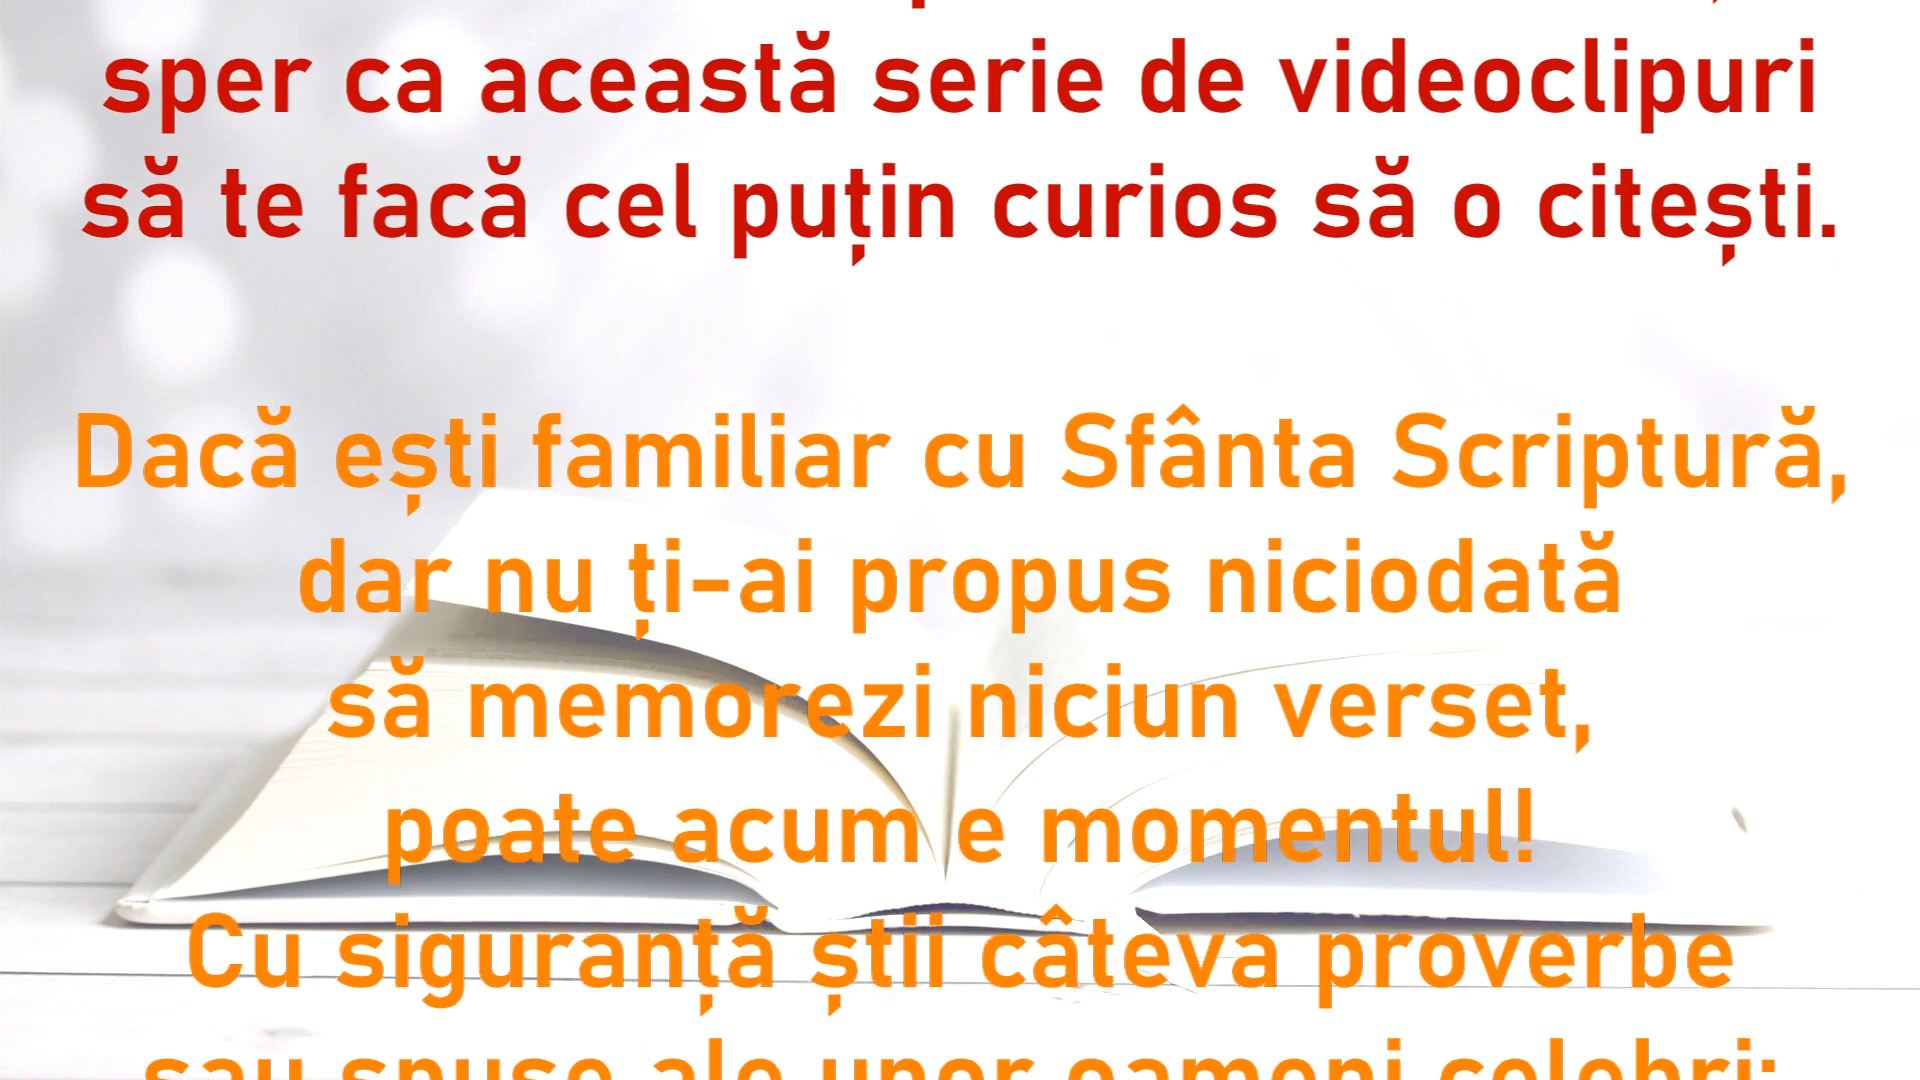 sper ca această serie de videoclipuri
să te facă cel puțin curios să o citești.
Dacă ești familiar cu Sfânta Scriptură,
dar nu ți-ai propus niciodată
să memorezi niciun verset,
poate acum e momentul!
Cu siguranță știi câteva proverbe
sau spuse ale unor oameni celebri;